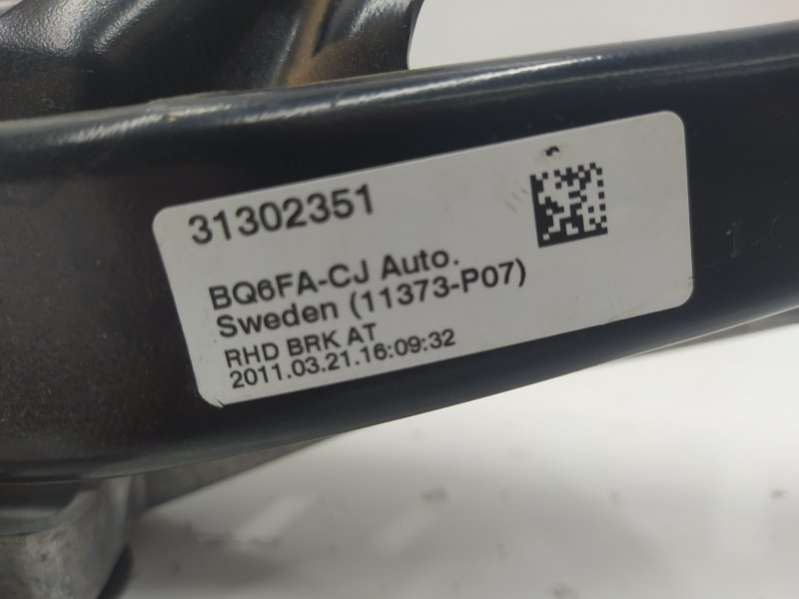 31302351
BQ6FA-CJ Auto.
Sweden (11373-P07)
RHD BRK AT
2011.03.21.16:09:32